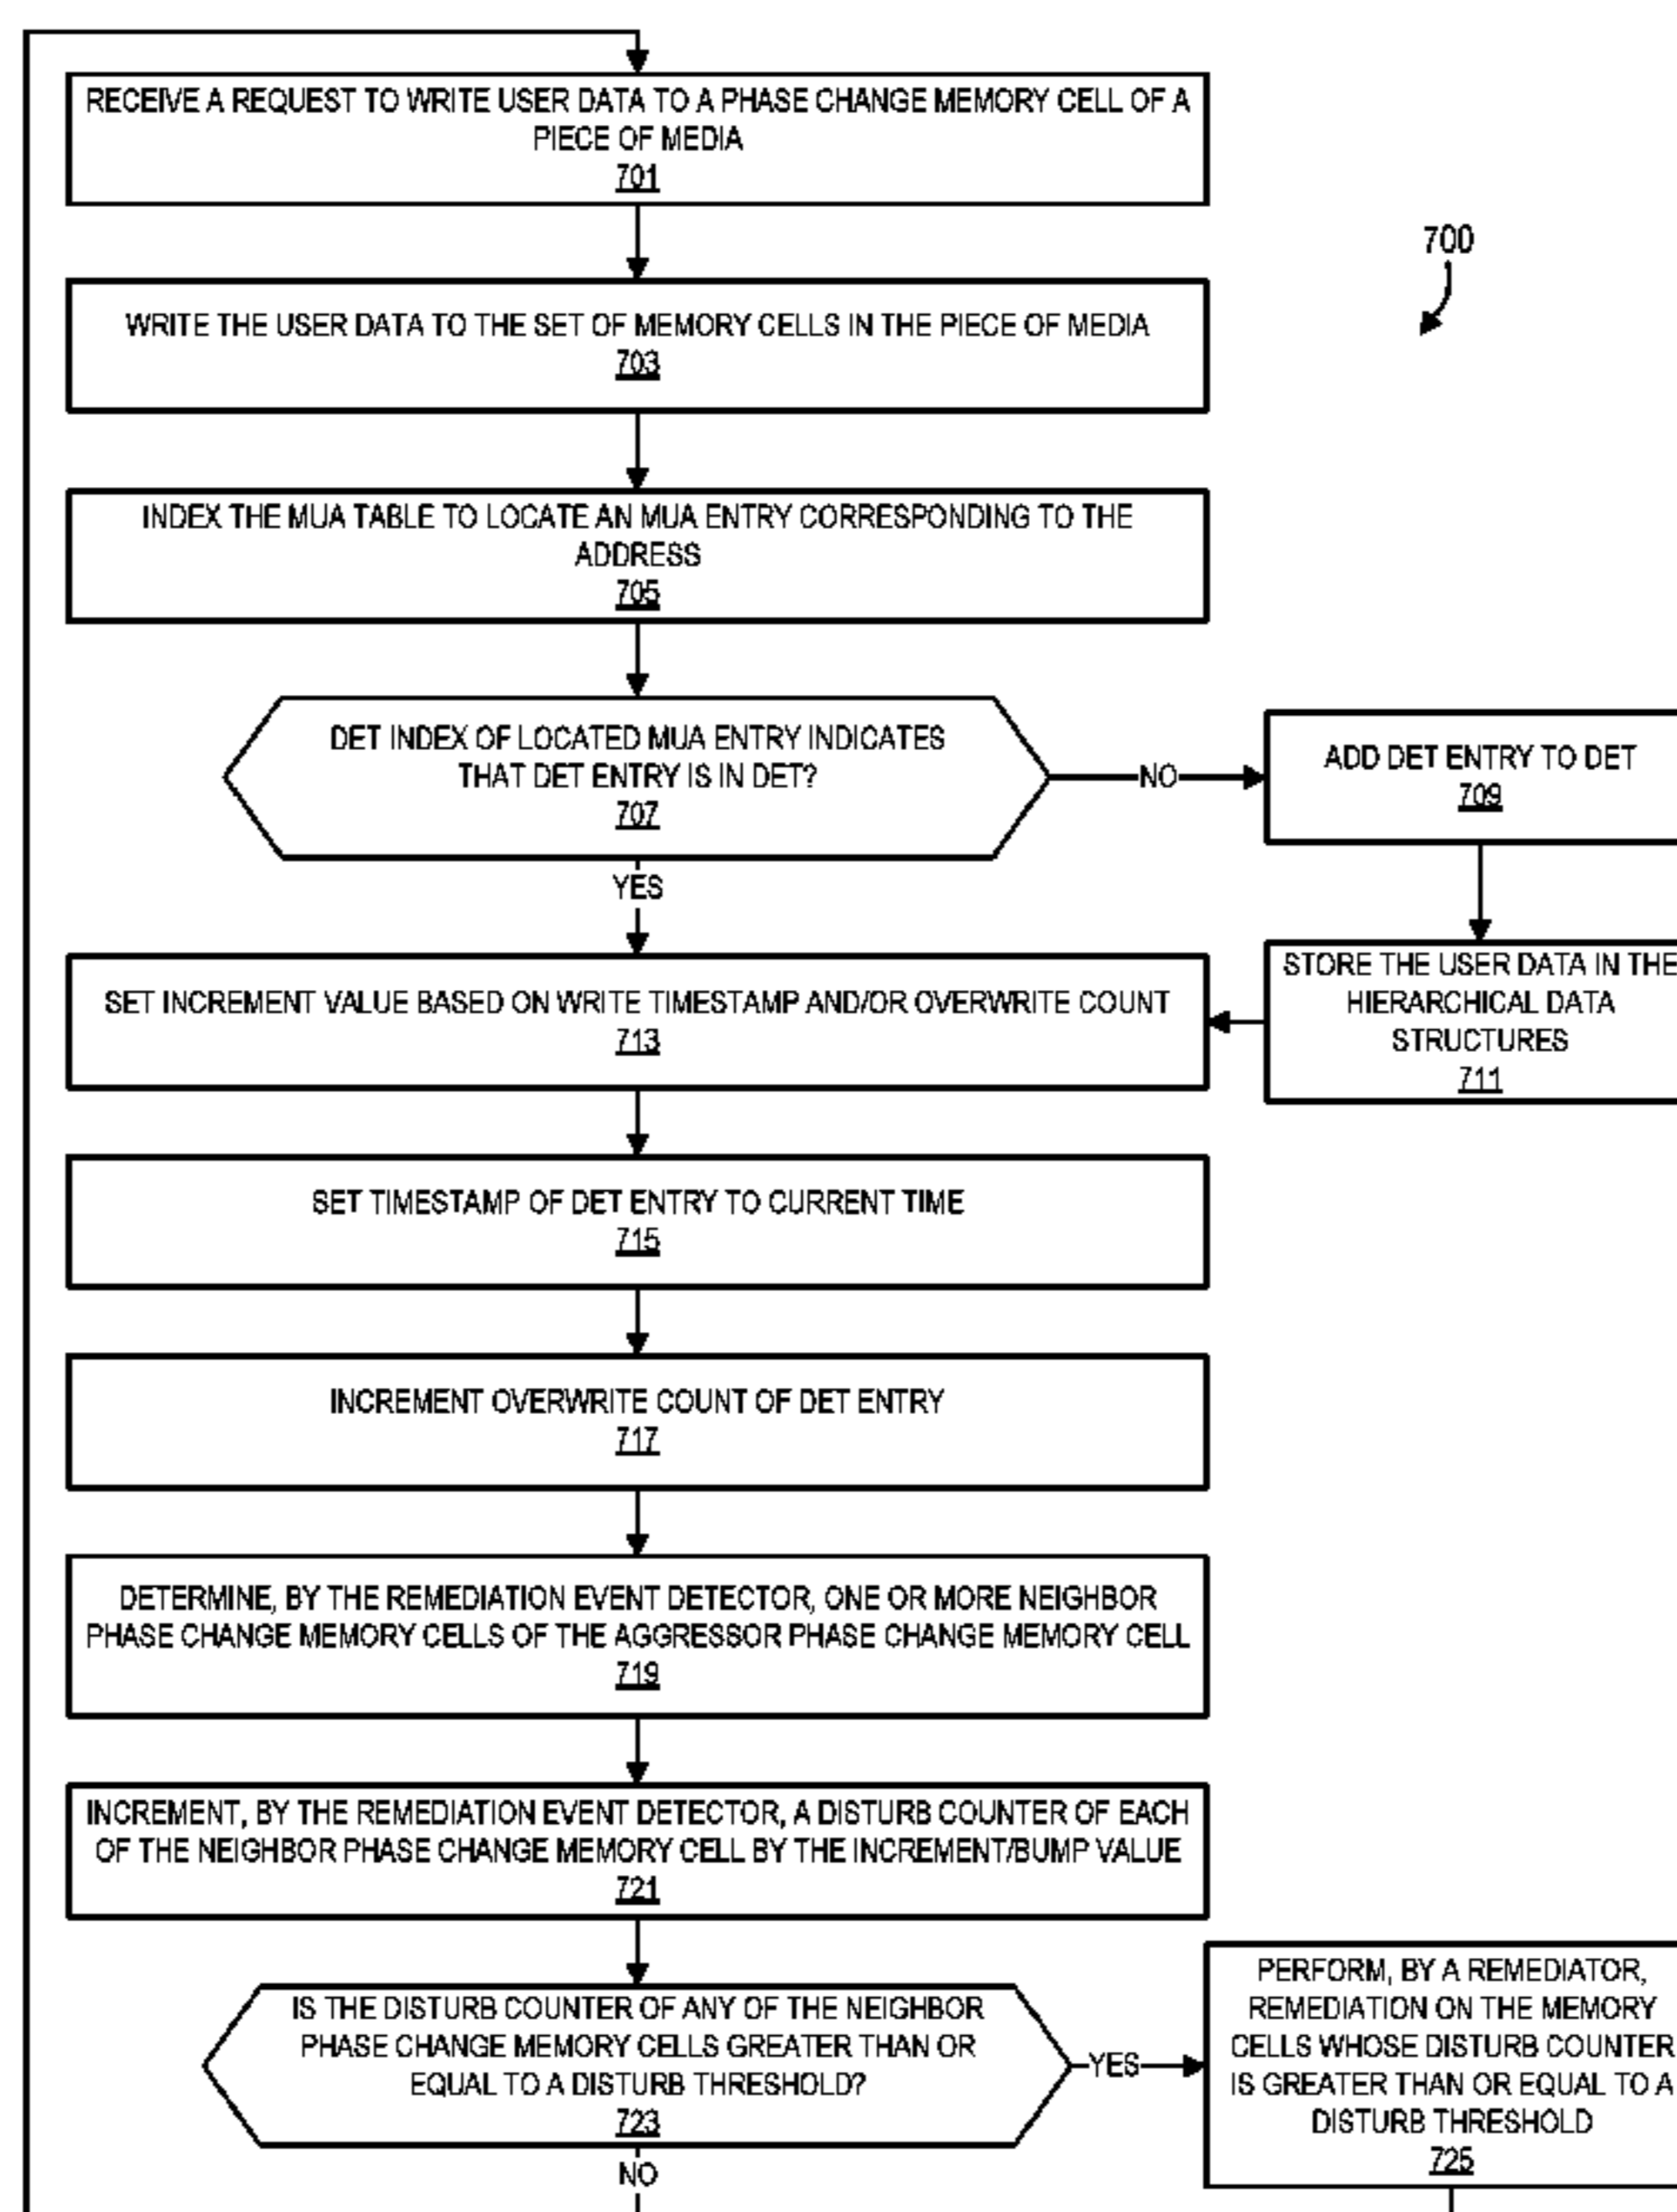 RECEIVE A REQUEST TO WRITE USER DATA TO A PHASE CHANGE MEMORY CELL OF A
PIECE OF MEDIA
701
700
WRITE THE USER DATA TO THE SET OF MEMORY CELLS IN THE PIECE OF MEDIA
703
INDEX THE MUA TABLE TO LOCATE AN MUA ENTRY CORRESPONDING TO THE
ADDRESS
705
DET INDEX OF LOCATED MUA ENTRY INDICATES
THAT DET ENTRY IS IN DET?
707
NO
ADD DET ENTRY TO DET
709
YES
STORE THE USER DATA IN THE
HIERARCHICAL DATA
STRUCTURES
711
SET INCREMENT VALUE BASED ON WRITE TIMESTAMP AND/OR OVERWRITE COUNT
713
SET TIMESTAMP OF DET ENTRY TO CURRENT TIME
715
INCREMENT OVERWRITE COUNT OF DET ENTRY
717
DETERMINE, BY THE REMEDIATION EVENT DETECTOR, ONE OR MORE NEIGHBOR
PHASE CHANGE MEMORY CELLS OF THE AGGRESSOR PHASE CHANGE MEMORY CELL
719
INCREMENT, BY THE REMEDIATION EVENT DETECTOR, A DISTURB COUNTER OF EACH
OF THE NEIGHBOR PHASE CHANGE MEMORY CELL BY THE INCREMENT/BUMP VALUE
721
IS THE DISTURB COUNTER OF ANY OF THE NEIGHBOR
PHASE CHANGE MEMORY CELLS GREATER THAN OR
EQUAL TO A DISTURB THRESHOLD?
723
YES
PERFORM, BY A REMEDIATOR,
REMEDIATION ON THE MEMORY
CELLS WHOSE DISTURB COUNTER
IS GREATER THAN OR EQUAL TO A
DISTURB THRESHOLD
725
NO